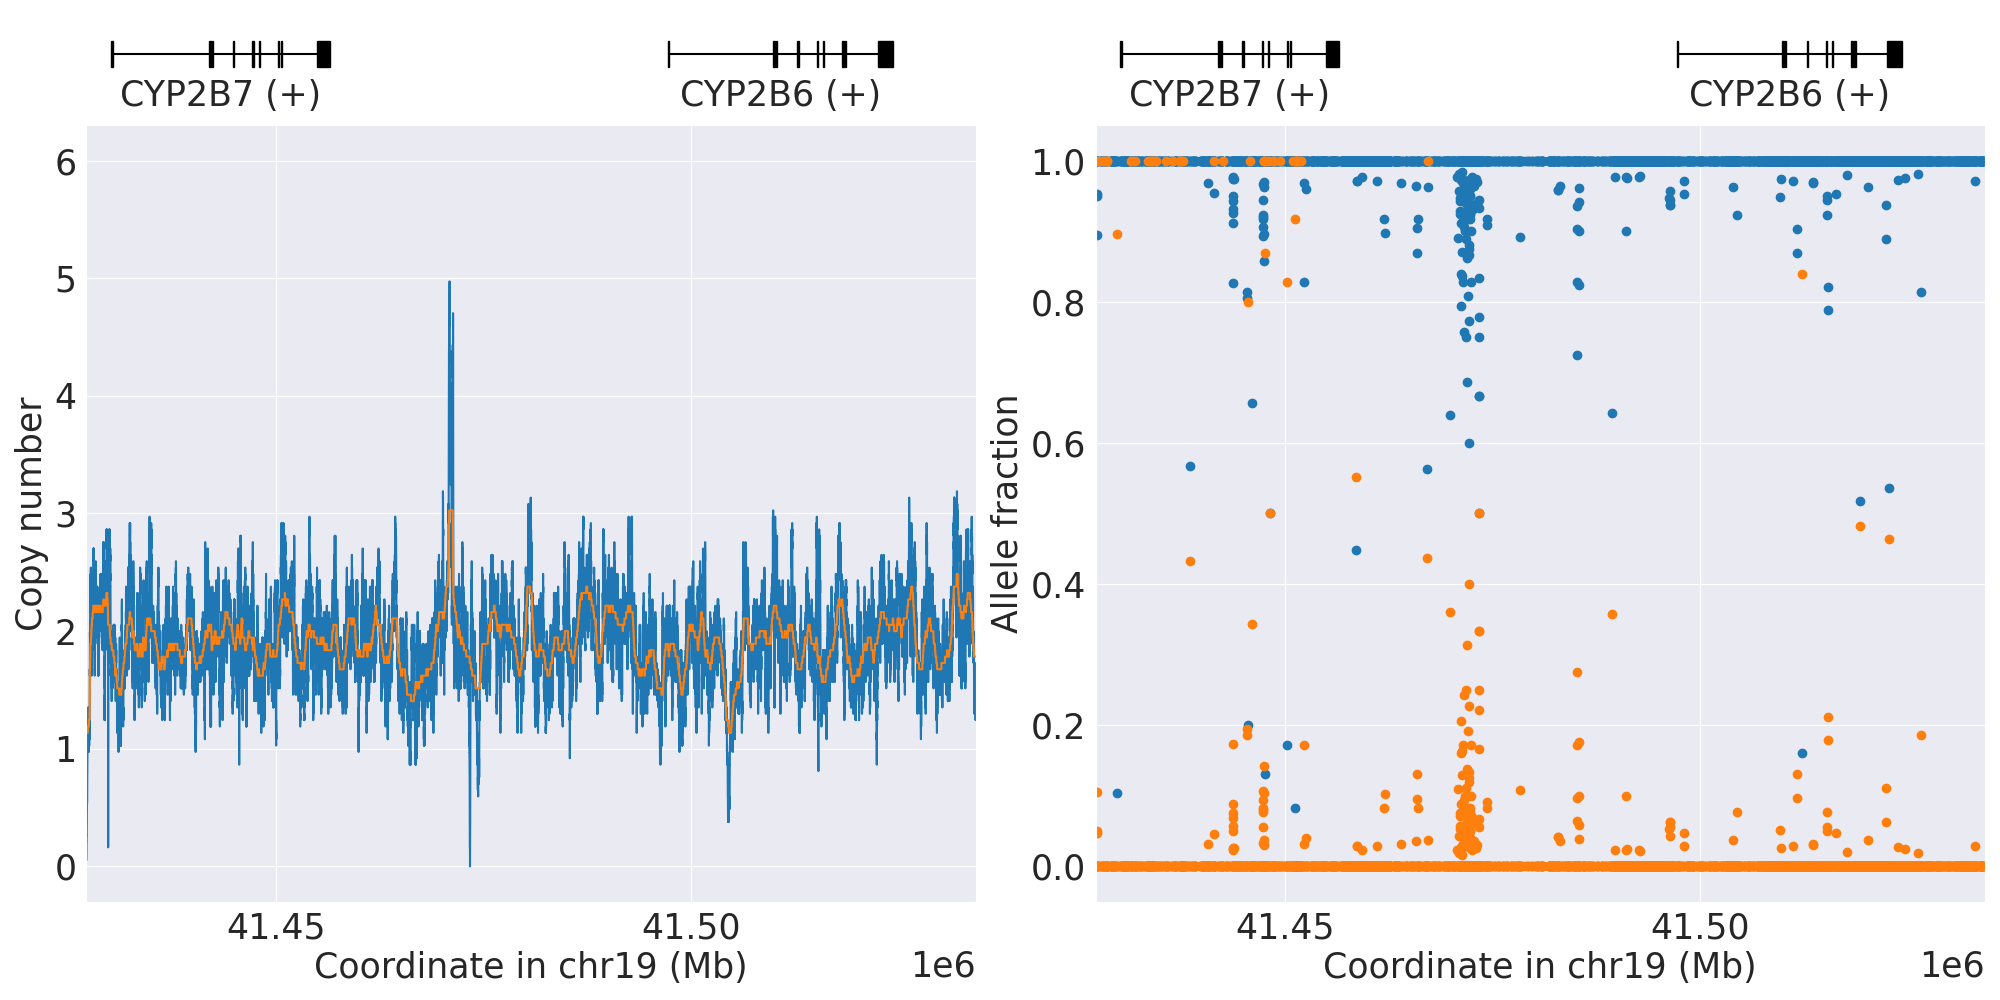 CYP2B7 (+)
CYP2B6 (+)
CYP2B7 (+)
CYP2B6 (+)
Copy number
6
5
4
3
2
1
0
41.45
41.50
Coordinate in chr19 (Mb)
1e6
Allele fraction
1.0
0.8
0.6
0.4
0.2
0.0
41.45
41.50
Coordinate in chr19 (Mb)
1e6